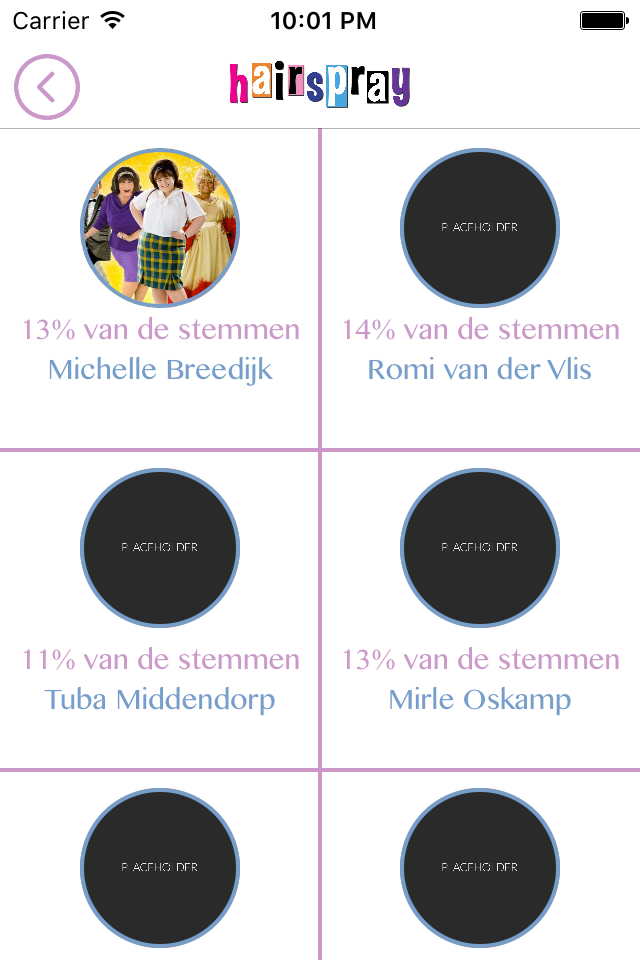 Carrier 10:01 PM
hairspray
PLACEHOLDER
13% van de stemmen 14% van de stemmen
Michelle Breedijk Romi van der Vlis
PLACEHOLDER PLACEHOLDER
11% van de stemmen 13% van de stemmen
Tuba Middendorp Mirle Oskamp
PLACEHOLDER PLACEHOLDER